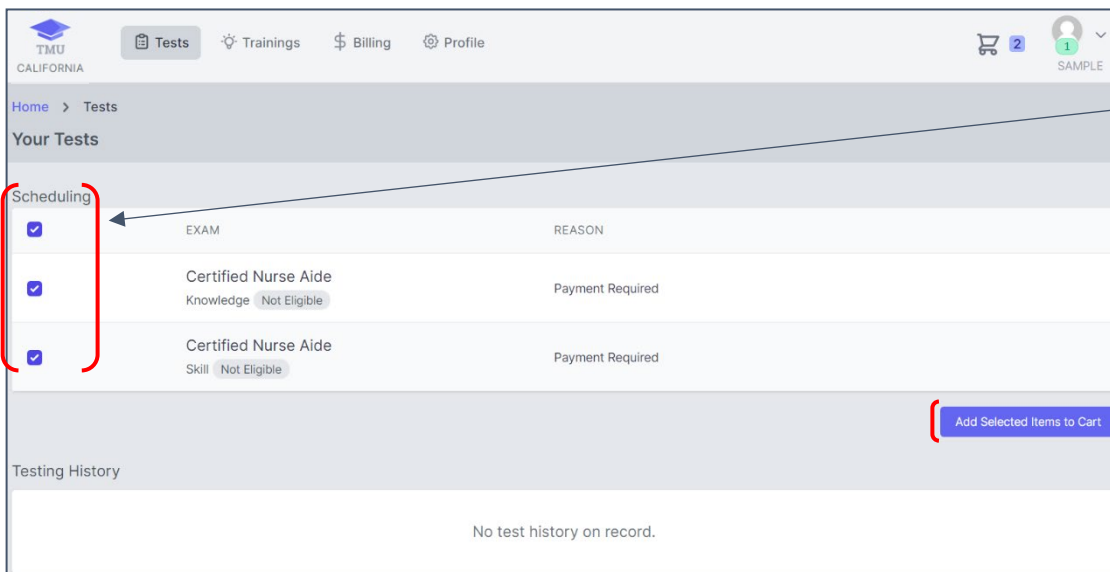 TMU
CALIFORNIA
Tests
Trainings
$ Billing
Profile
2
1
SAMPLE
Home > Tests
Your Tests
Scheduling
EXAM REASON
Certified Nurse Aide
Knowledge Not Eligible
Payment Required
Certified Nurse Aide
Skill Not Eligible
Payment Required
Add Selected Items to Cart
Testing History
No test history on record.